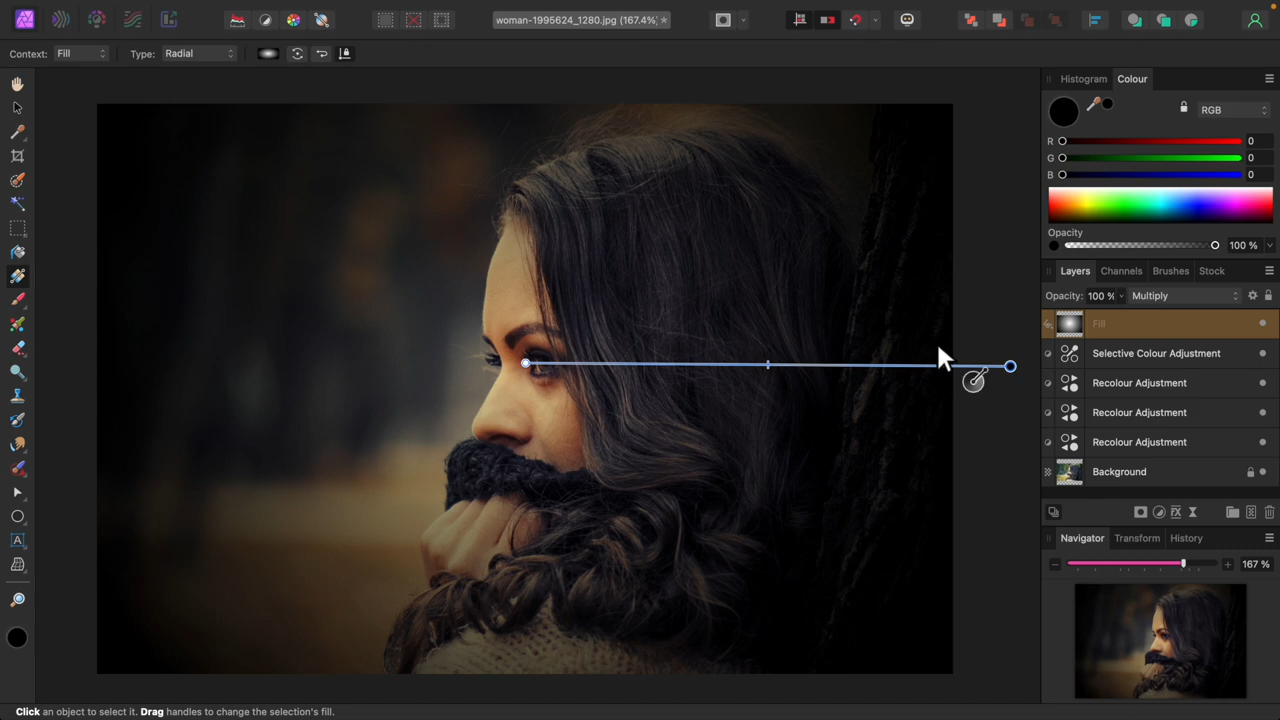 woman-1995624_1280.jpg (167.4%) *
Context: Fill Type: Radial
Histogram Colour
RGB
R 0
G 0
B 0
Opacity
100 %
Layers Channels Brushes Stock
Opacity: 100 % Multiply
Fill
Selective Colour Adjustment
Recolour Adjustment
Recolour Adjustment
Recolour Adjustment
Background
Navigator Transform History
167 %
Click an object to select it. Drag handles to change the selection's fill.